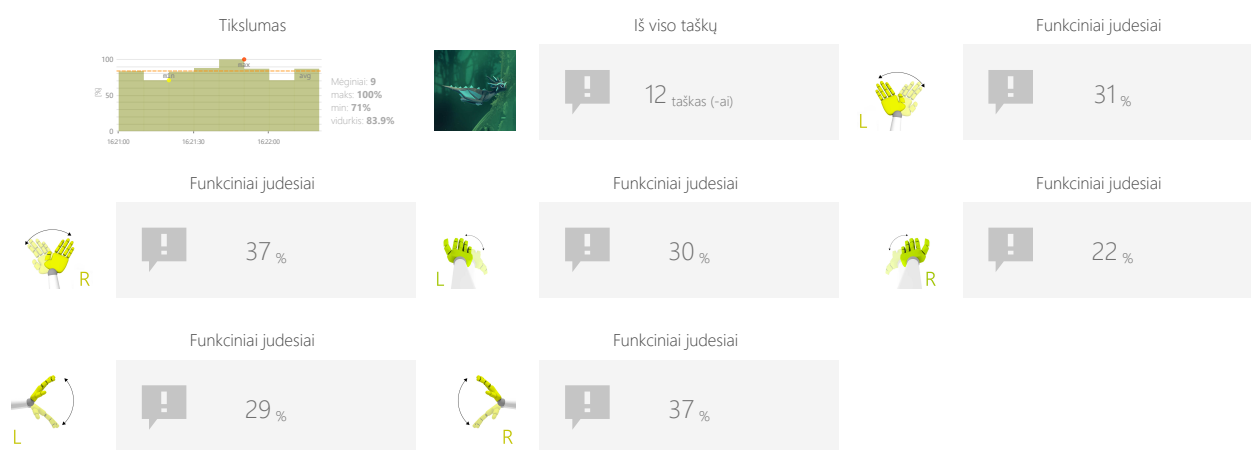 Tikslumas
Iš viso taškų
Funkciniai judesiai
100
50
0
(%)
min
max
avg
16:21:00
16:21:30
16:22:00
Mėginiai: 9
maks: 100%
min: 71%
vidurkis: 83.9%
12 taškas (-ai)
L
31 %
Funkciniai judesiai
Funkciniai judesiai
Funkciniai judesiai
R
37 %
L
30 %
R
22 %
Funkciniai judesiai
Funkciniai judesiai
L
29 %
R
37 %